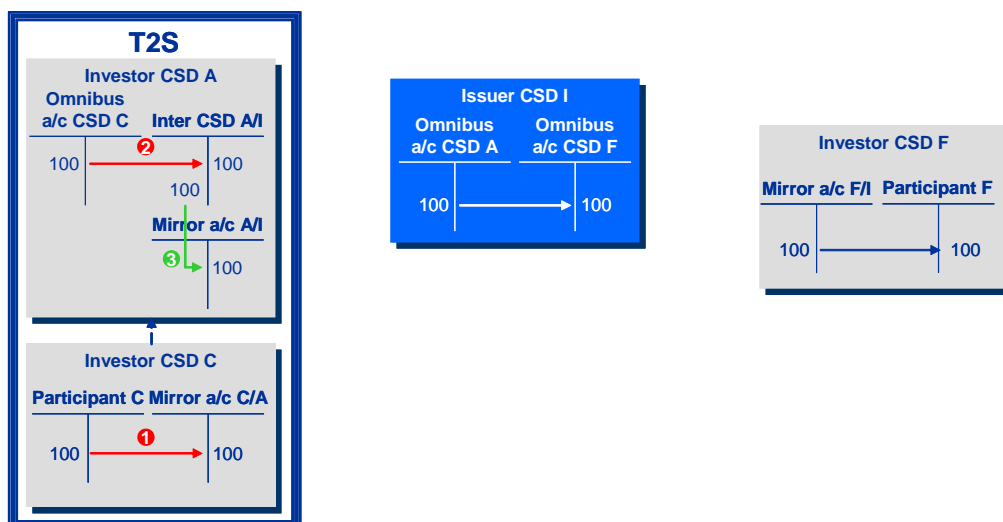 T2S
Investor CSD A
Omnibus
a/c CSD C
Inter CSD A/I
100
2
100
100
Mirror a/c A/I
3
100
Investor CSD C
Participant C
Mirror a/c C/A
1
100
100
Issuer CSD I
Omnibus
a/c CSD A
Omnibus
a/c CSD F
100
100
Investor CSD F
Mirror a/c F/I
Participant F
100
100